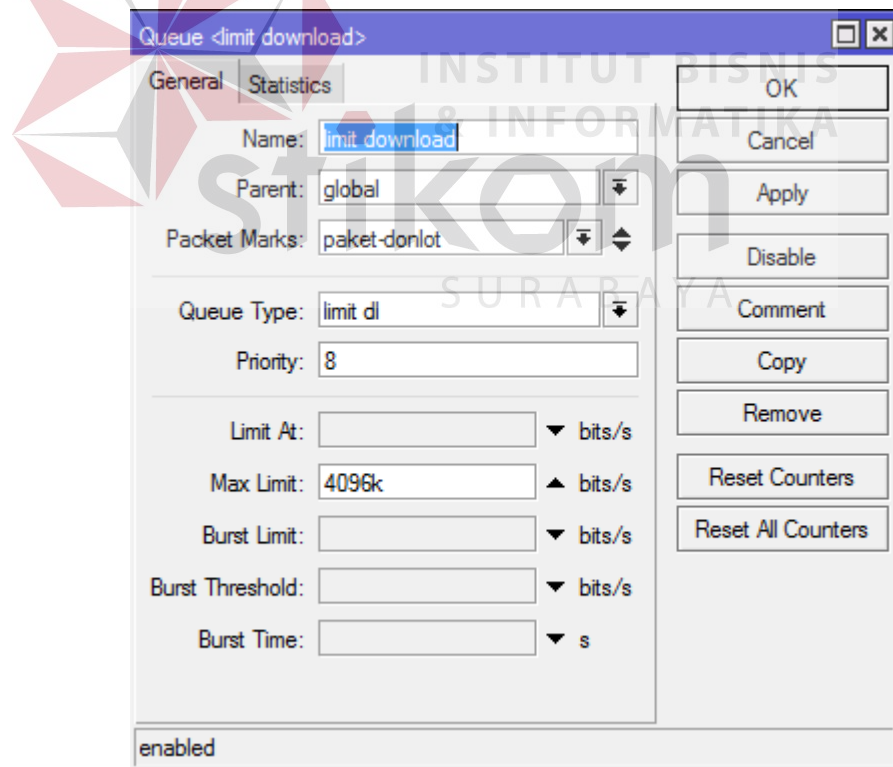 Queue <limit download>
INSTITUT BISNIS
& INFORMATIKA
stikom
SURABAYA
General
Statistics
Name: limit download
Parent: global
Packet Marks: paket-donlot
Queue Type: limit dl
Priority: 8
Limit At: bits/s
Max Limit: 4096k bits/s
Burst Limit: bits/s
Burst Threshold: bits/s
Burst Time: s
OK
Cancel
Apply
Disable
Comment
Copy
Remove
Reset Counters
Reset All Counters
enabled